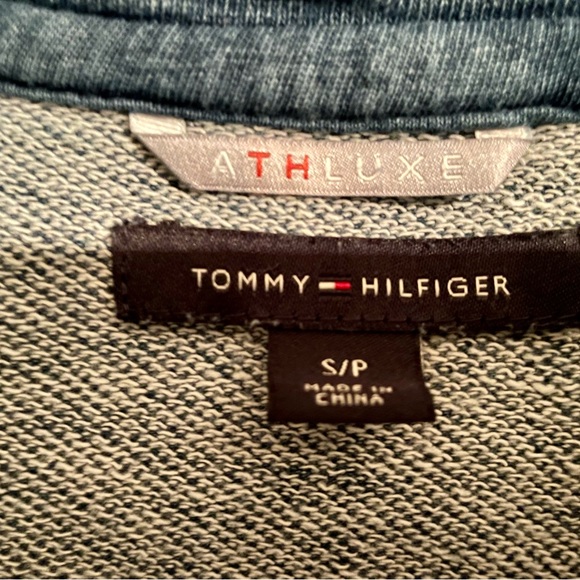 ATHLUXE
TOMMY HILFIGER
S/P
MADE IN
CHINA